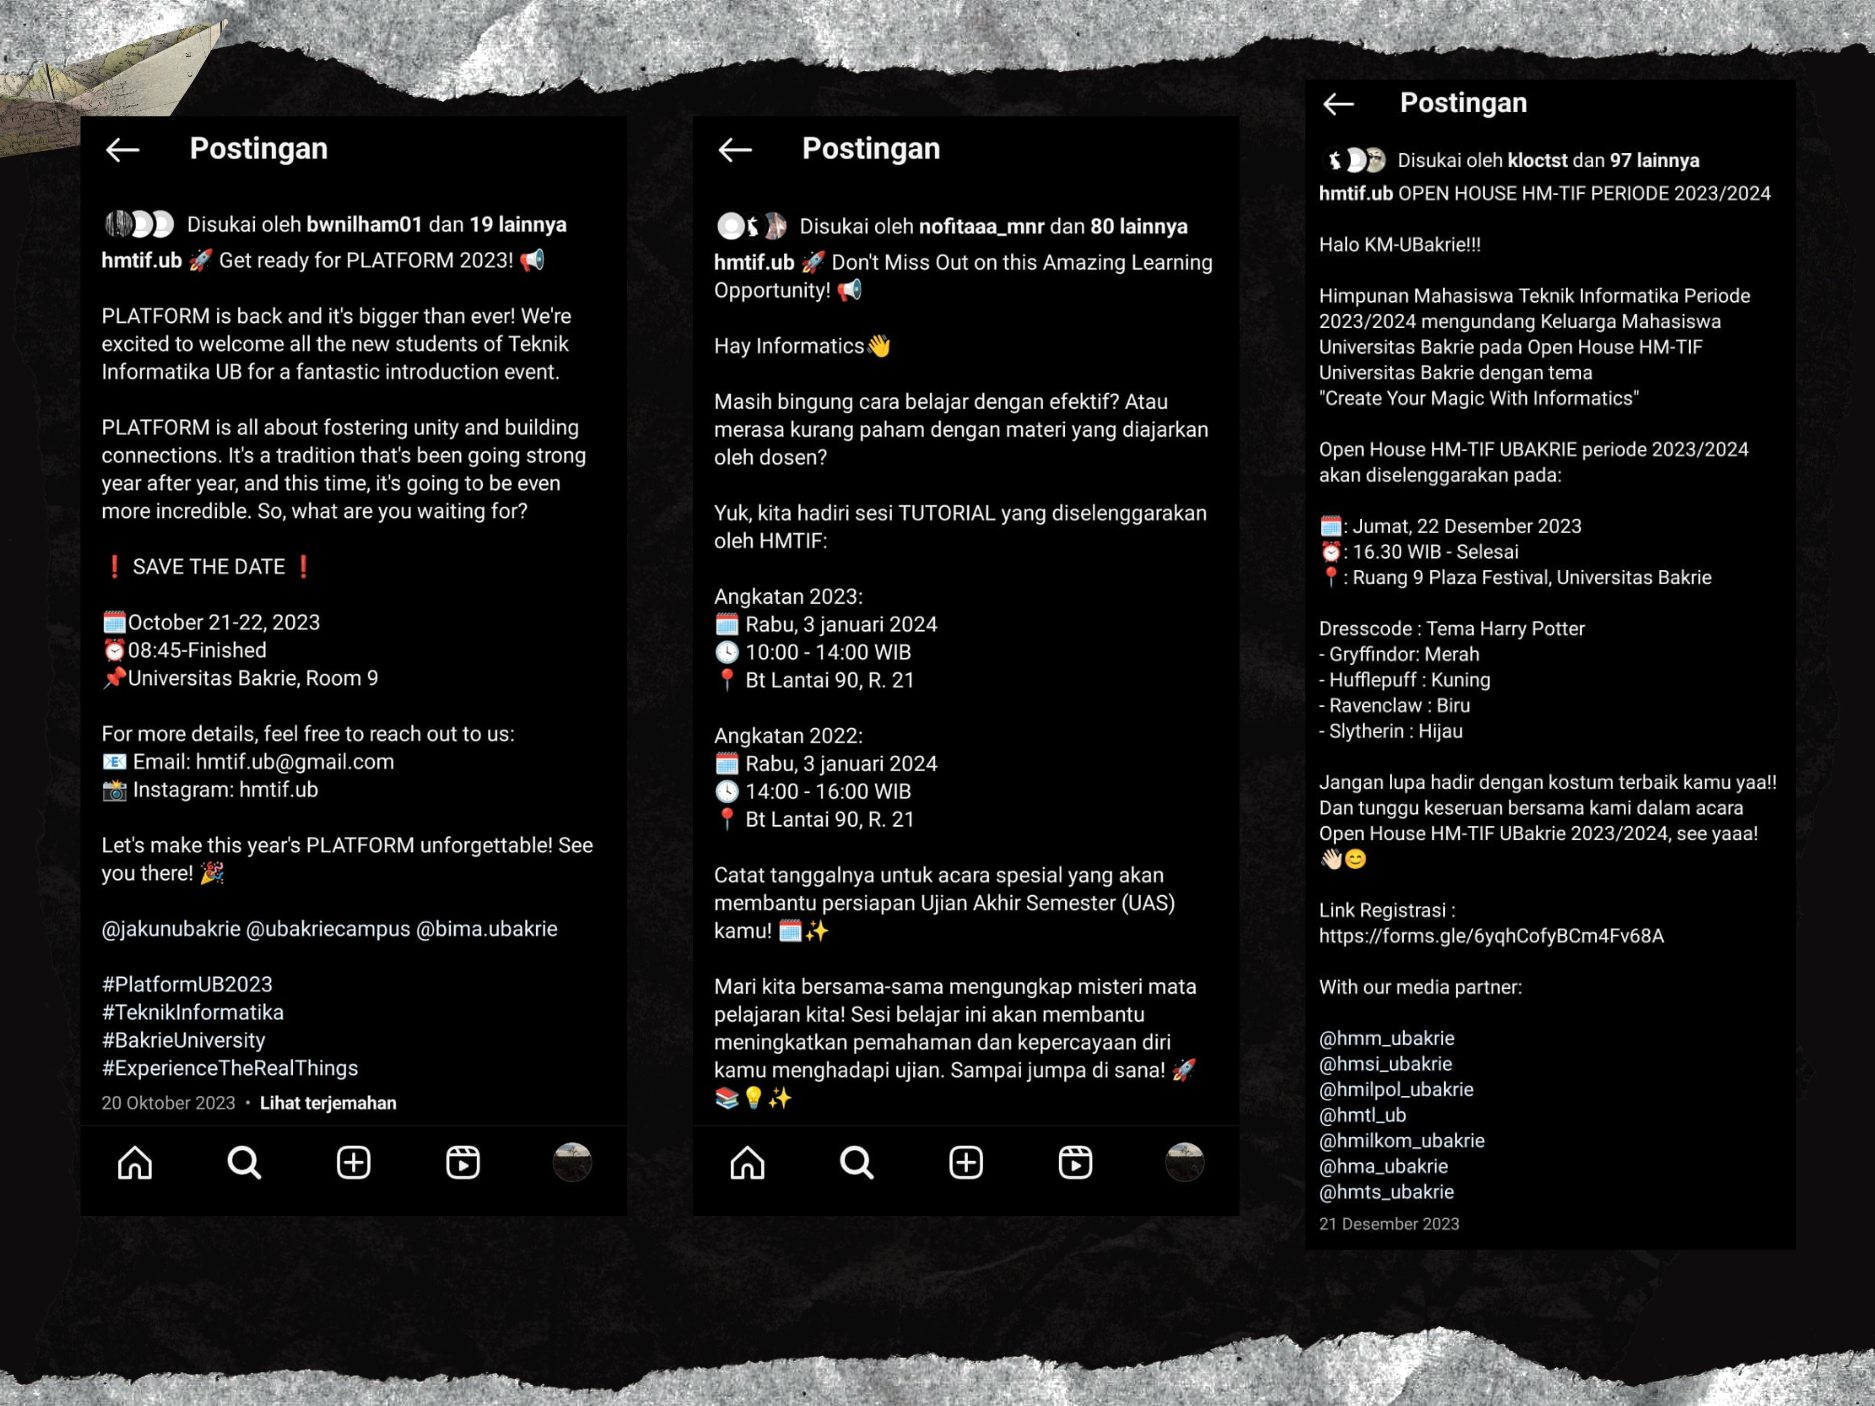 Postingan
Disukai oleh bwnilham01 dan 19 lainnya
hmtif.ub 🚀 Get ready for PLATFORM 2023! 📢
PLATFORM is back and it's bigger than ever! We're
excited to welcome all the new students of Teknik
Informatika UB for a fantastic introduction event.
PLATFORM is all about fostering unity and building
connections. It's a tradition that's been going strong
year after year, and this time, it's going to be even
more incredible. So, what are you waiting for?
❗ SAVE THE DATE ❗
🗓️October 21-22, 2023
⏰08:45-Finished
📌Universitas Bakrie, Room 9
For more details, feel free to reach out to us:
📧 Email: hmtif.ub@gmail.com
📸 Instagram: hmtif.ub
Let's make this year's PLATFORM unforgettable! See
you there! 🎉
@jakunubakrie @ubakriecampus @bima.ubakrie
#PlatformUB2023
#TeknikInformatika
#BakrieUniversity
#ExperienceTheRealThings
20 Oktober 2023 • Lihat terjemahan
Postingan
Disukai oleh nofitaaa_mnr dan 80 lainnya
hmtif.ub 🚀 Don't Miss Out on this Amazing Learning
Opportunity! 📢
Hay Informatics👋
Masih bingung cara belajar dengan efektif? Atau
merasa kurang paham dengan materi yang diajarkan
oleh dosen?
Yuk, kita hadiri sesi TUTORIAL yang diselenggarakan
oleh HMTIF:
Angkatan 2023:
🗓️ Rabu, 3 januari 2024
🕓 10:00 - 14:00 WIB
📍 Bt Lantai 90, R. 21
Angkatan 2022:
🗓️ Rabu, 3 januari 2024
🕓 14:00 - 16:00 WIB
📍 Bt Lantai 90, R. 21
Catat tanggalnya untuk acara spesial yang akan
membantu persiapan Ujian Akhir Semester (UAS)
kamu! 🗓️✨
Mari kita bersama-sama mengungkap misteri mata
pelajaran kita! Sesi belajar ini akan membantu
meningkatkan pemahaman dan kepercayaan diri
kamu menghadapi ujian. Sampai jumpa di sana! 🚀
📚💡✨
Postingan
Disukai oleh kloctst dan 97 lainnya
hmtif.ub OPEN HOUSE HM-TIF PERIODE 2023/2024
Halo KM-UBakrie!!!
Himpunan Mahasiswa Teknik Informatika Periode
2023/2024 mengundang Keluarga Mahasiswa
Universitas Bakrie pada Open House HM-TIF
Universitas Bakrie dengan tema
"Create Your Magic With Informatics"
Open House HM-TIF UBAKRIE periode 2023/2024
akan diselenggarakan pada:
🗓️: Jumat, 22 Desember 2023
⏰: 16.30 WIB - Selesai
📍: Ruang 9 Plaza Festival, Universitas Bakrie
Dresscode : Tema Harry Potter
- Gryffindor: Merah
- Hufflepuff : Kuning
- Ravenclaw : Biru
- Slytherin : Hijau
Jangan lupa hadir dengan kostum terbaik kamu yaa!!
Dan tunggu keseruan bersama kami dalam acara
Open House HM-TIF UBakrie 2023/2024, see yaaa!
👋🏻😊
Link Registrasi :
https://forms.gle/6yqhCofyBCm4Fv68A
With our media partner:
@hmm_ubakrie
@hmsi_ubakrie
@hmilpol_ubakrie
@hmtl_ub
@hmilkom_ubakrie
@hma_ubakrie
@hmts_ubakrie
21 Desember 2023